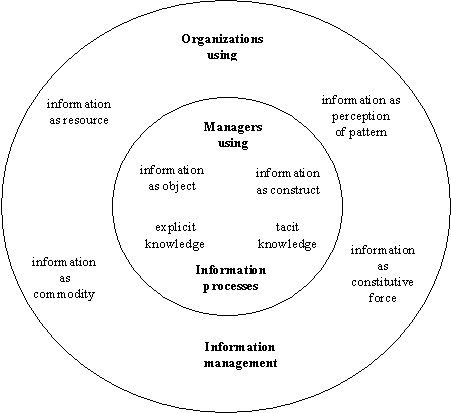 Organizations
using
information
as resource
information as
perception
of pattern
Managers
using
information
as object
information
as construct
explicit
knowledge
tacit
knowledge
information
as
commodity
information
as
constitutive
force
Information
processes
Information
management